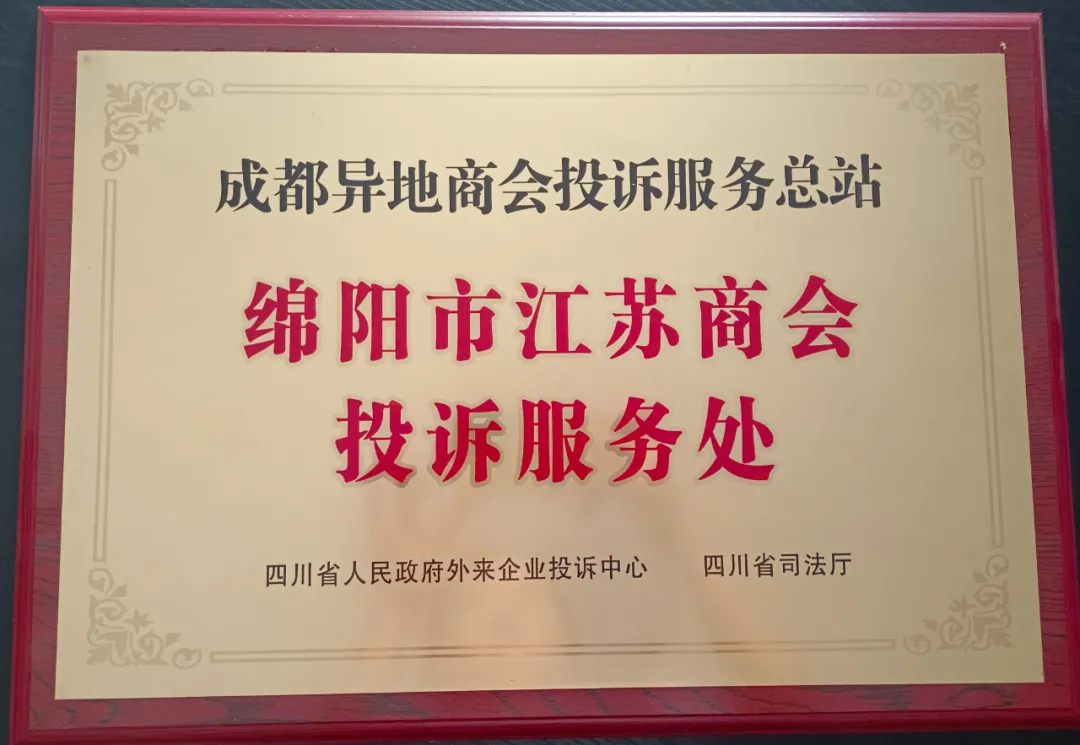 成都异地商会投诉服务总站
绵阳市江苏商会
投诉服务处
四川省人民政府外来企业投诉中心 四川省司法厅